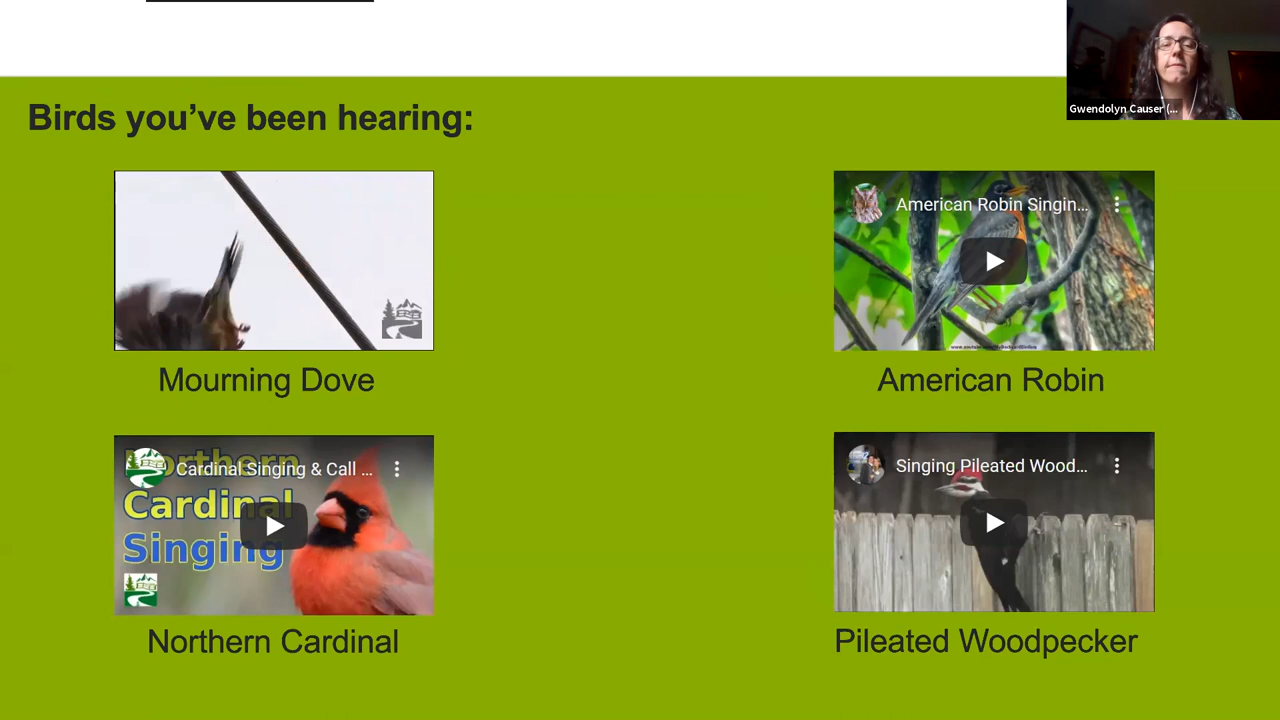 Gwendolyn Causer (...
Birds you’ve been hearing:
American Robin Singin...
Mourning Dove
American Robin
Cardinal Singing & Call ...
Northern
Cardinal
Singing
Singing Pileated Wood...
Northern Cardinal
Pileated Woodpecker